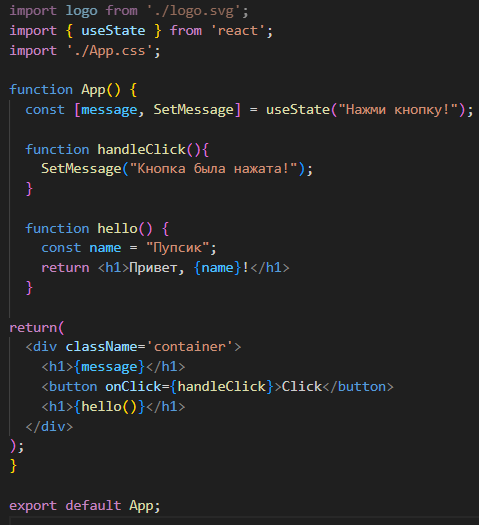 import logo from './logo.svg';
import { useState } from 'react';
import './App.css';

function App() {
  const [message, SetMessage] = useState("Нажми кнопку!");

  function handleClick(){
    SetMessage("Кнопка была нажата!");
  }

  function hello() {
    const name = "Пупсик";
    return <h1>Привет, {name}!</h1>
  }

return(
  <div className='container'>
    <h1>{message}</h1>
    <button onClick={handleClick}>Click</button>
    <h1>{hello()}</h1>
  </div>
);
}

export default App;